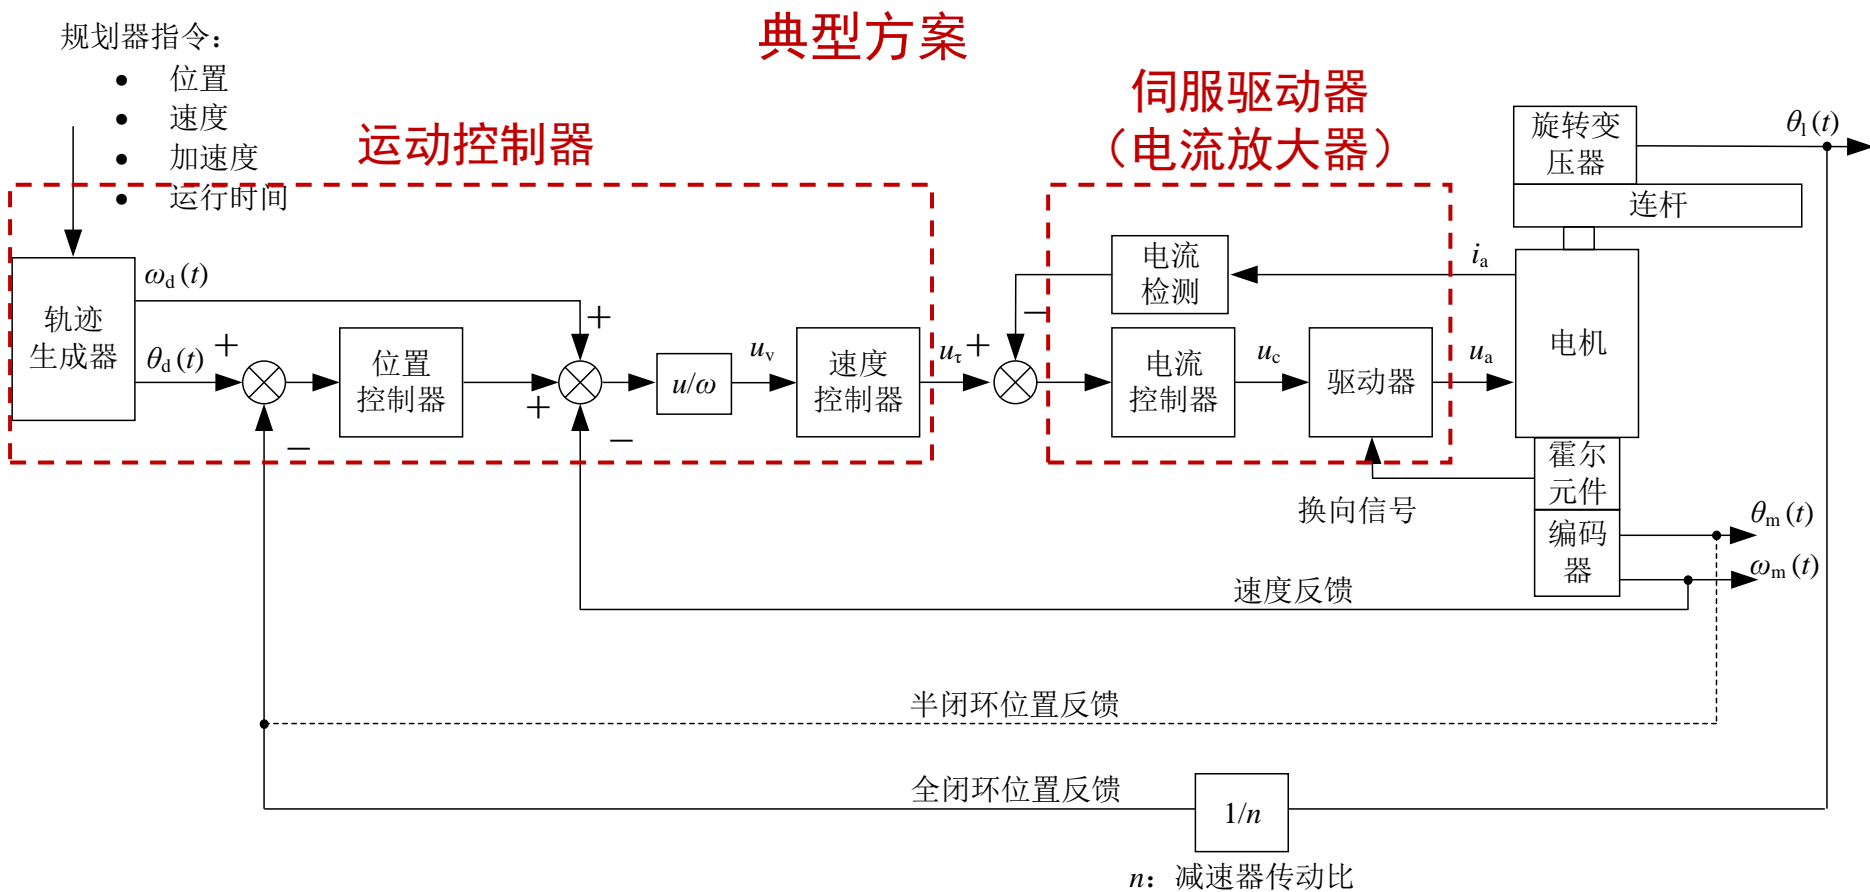 典型方案
规划器指令：
• 位置
• 速度
• 加速度
• 运行时间
运动控制器
伺服驱动器
（电流放大器）
旋转变
压器
θl(t)
连杆
电流
检测
ia
轨迹
生成器
ωd(t)
θd(t)
+
−
位置
控制器
+
+
−
u/ω
uv
速度
控制器
uτ
+
−
电流
控制器
uc
驱动器
ua
电机
霍尔
元件
换向信号
编码
器
θm(t)
ωm(t)
速度反馈
半闭环位置反馈
全闭环位置反馈
1/n
n：减速器传动比